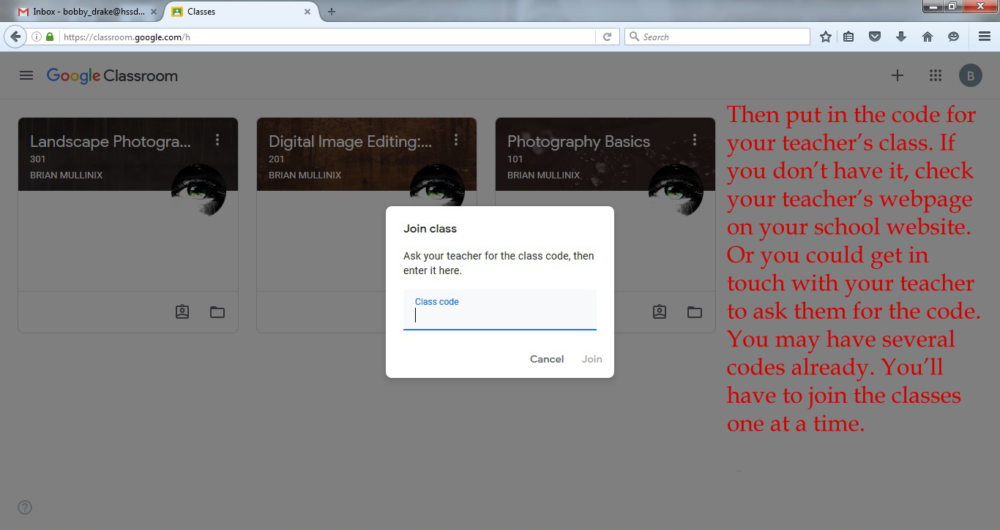 Inbox - bobby_drake@hssd...
Classes
https://classroom.google.com/h
Search
Google Classroom
B
Landscape Photogra...
301
BRIAN MULLINIX
Digital Image Editing:...
201
BRIAN MULLINIX
Photography Basics
101
BRIAN MULLINIX
Join class
Ask your teacher for the class code, then
enter it here.
Class code
Cancel
Join
Then put in the code for
your teacher’s class. If
you don’t have it, check
your teacher’s webpage
on your school website.
Or you could get in
touch with your teacher
to ask them for the code.
You may have several
codes already. You’ll
have to join the classes
one at a time.